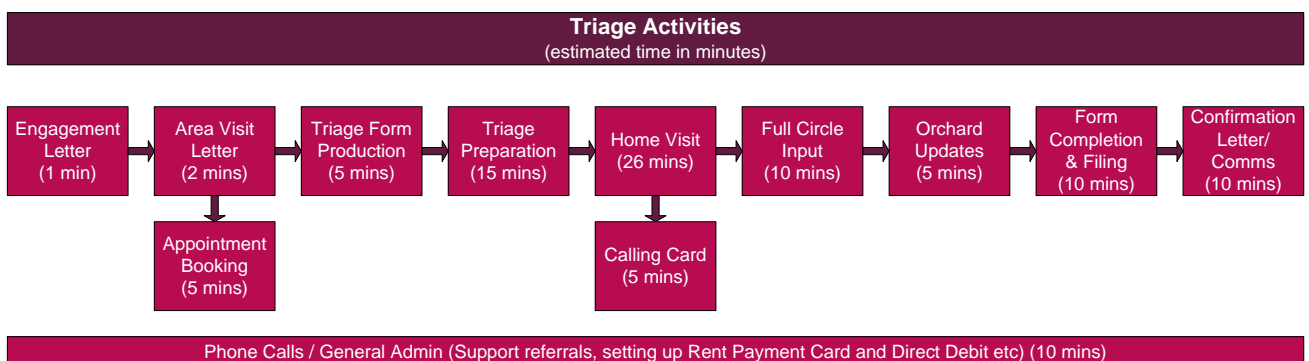 Triage Activities
(estimated time in minutes)
Engagement
Letter
(1 min)
Area Visit
Letter
(2 mins)
Triage Form
Production
(5 mins)
Triage
Preparation
(15 mins)
Home Visit
(26 mins)
Full Circle
Input
(10 mins)
Orchard
Updates
(5 mins)
Form
Completion
& Filing
(10 mins)
Confirmation
Letter/
Comms
(10 mins)
Appointment
Booking
(5 mins)
Calling Card
(5 mins)
Phone Calls / General Admin (Support referrals, setting up Rent Payment Card and Direct Debit etc) (10 mins)